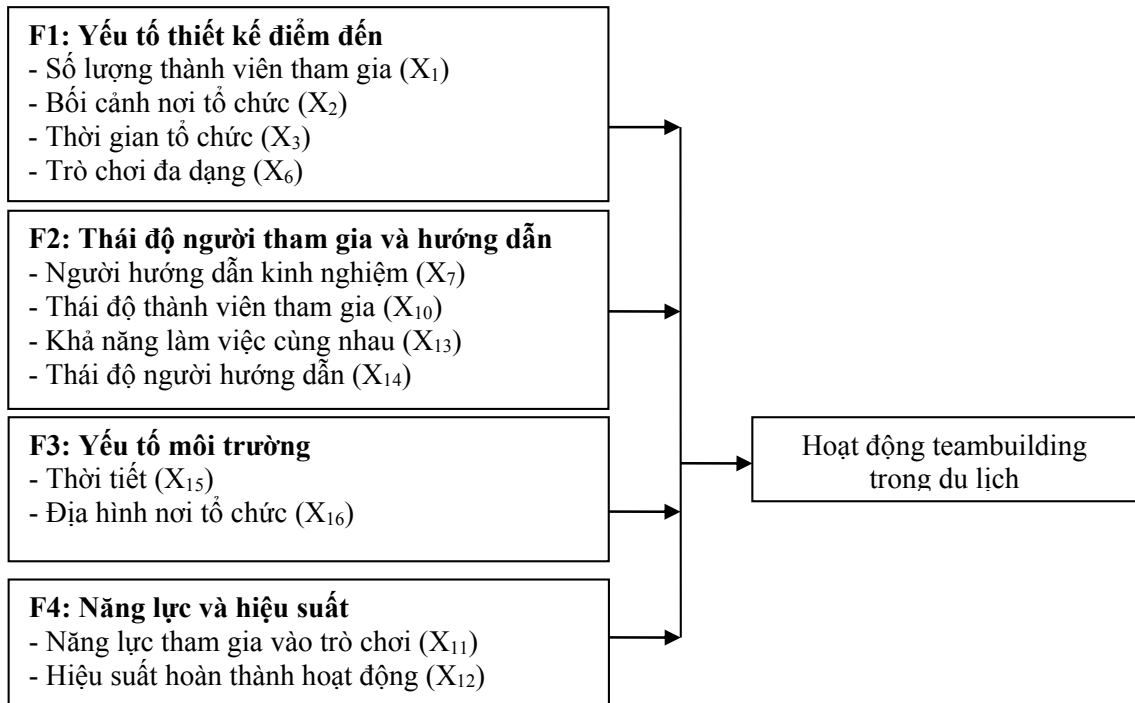 F1: Yếu tố thiết kế điểm đến
- Số lượng thành viên tham gia (X₁)
- Bối cảnh nơi tổ chức (X₂)
- Thời gian tổ chức (X₃)
- Trò chơi đa dạng (X₆)
F2: Thái độ người tham gia và hướng dẫn
- Người hướng dẫn kinh nghiệm (X₇)
- Thái độ thành viên tham gia (X₁₀)
- Khả năng làm việc cùng nhau (X₁₃)
- Thái độ người hướng dẫn (X₁₄)
F3: Yếu tố môi trường
- Thời tiết (X₁₅)
- Địa hình nơi tổ chức (X₁₆)
F4: Năng lực và hiệu suất
- Năng lực tham gia vào trò chơi (X₁₁)
- Hiệu suất hoàn thành hoạt động (X₁₂)
Hoạt động teambuilding
trong du lịch